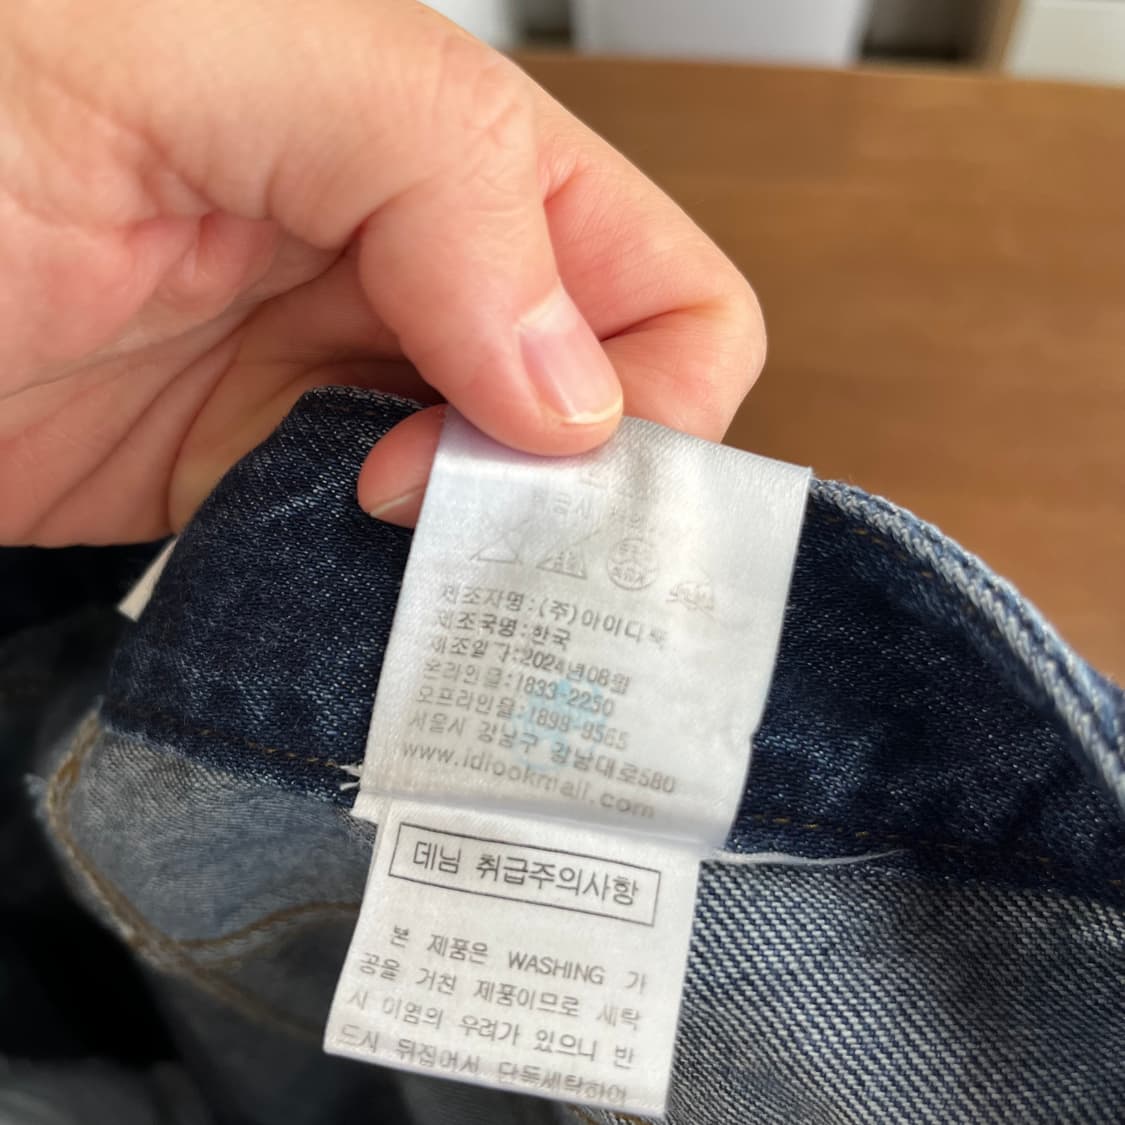 제조자명:(주)아이디룩
제조국명:한국
제조일자:2024년08월
온라인몰:1833-2250
오프라인몰:1899-9565
서울시 강남구 강남대로580
www.idlookmall.com
데님 취급주의사항
본 제품은 WASHING 가
공을 거친 제품이므로 세탁
시 이염의 우려가 있으니 반
드시 뒤집어서 단독세탁하여